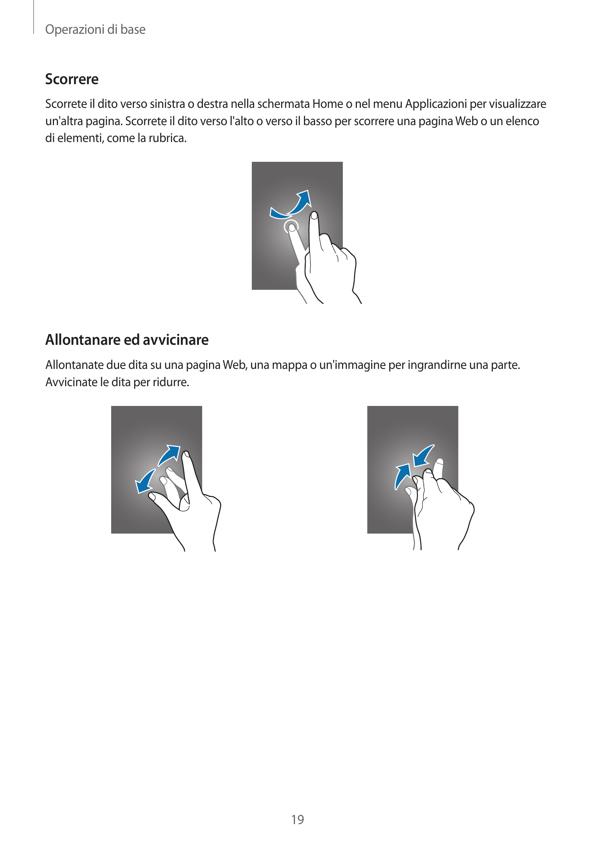 Operazioni di base
Scorrere
Scorrete il dito verso sinistra o destra nella schermata Home o nel menu Applicazioni per visualizzare
un'altra pagina. Scorrete il dito verso l'alto o verso il basso per scorrere una pagina Web o un elenco
di elementi, come la rubrica.
Allontanare ed avvicinare
Allontanate due dita su una pagina Web, una mappa o un'immagine per ingrandirne una parte.
Avvicinate le dita per ridurre.
19